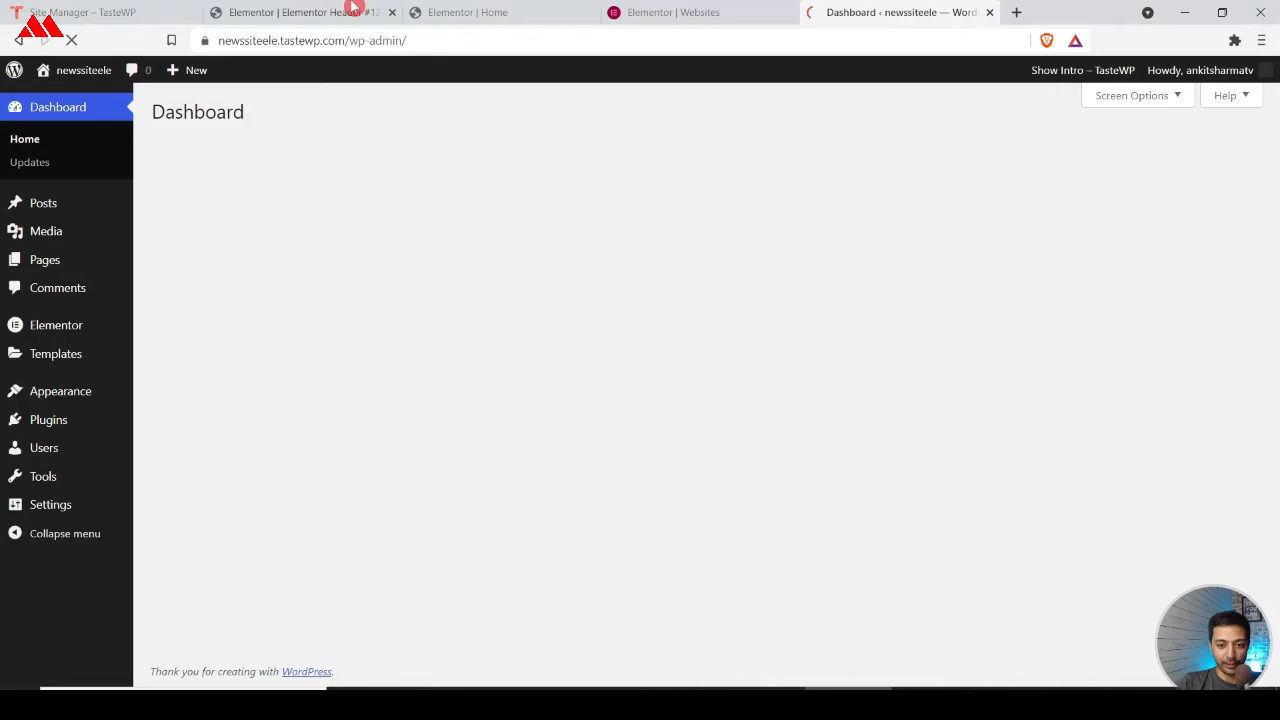 Site Manager – TasteWP
Elementor | Elementor Header #12
Elementor | Home
Elementor | Websites
Dashboard ‹ newssiteele — Word
newssiteele.tastewp.com/wp-admin/
newssiteele
0
New
Show Intro – TasteWP
Howdy, ankitsharmatv
Screen Options
Help
Dashboard
Dashboard
Home
Updates
Posts
Media
Pages
Comments
Elementor
Templates
Appearance
Plugins
Users
Tools
Settings
Collapse menu
Thank you for creating with WordPress.